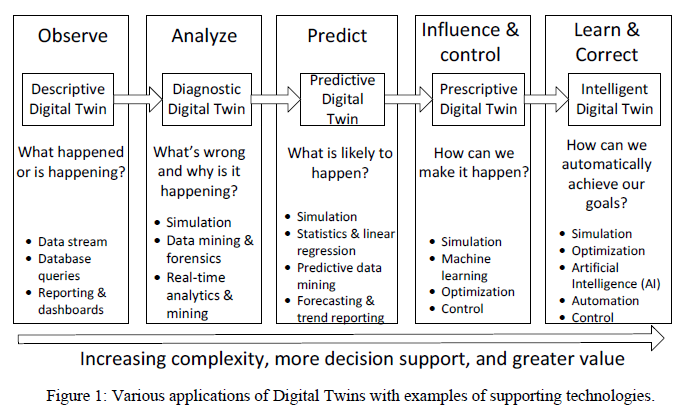 Observe
Descriptive
Digital Twin
What happened
or is happening?
• Data stream
• Database
queries
• Reporting &
dashboards
Analyze
Diagnostic
Digital Twin
What's wrong
and why is it
happening?
• Simulation
• Data mining &
forensics
• Real-time
analytics &
mining
Predict
Predictive
Digital
Twin
What is likely to
happen?
• Simulation
• Statistics & linear
regression
• Predictive data
mining
• Forecasting &
trend reporting
Influence &
control
Prescriptive
Digital Twin
How can we
make it happen?
• Simulation
• Machine
learning
• Optimization
• Control
Learn &
Correct
Intelligent
Digital Twin
How can we
automatically
achieve our
goals?
• Simulation
• Optimization
• Artificial
Intelligence (AI)
• Automation
• Control
Increasing complexity, more decision support, and greater value
Figure 1: Various applications of Digital Twins with examples of supporting technologies.